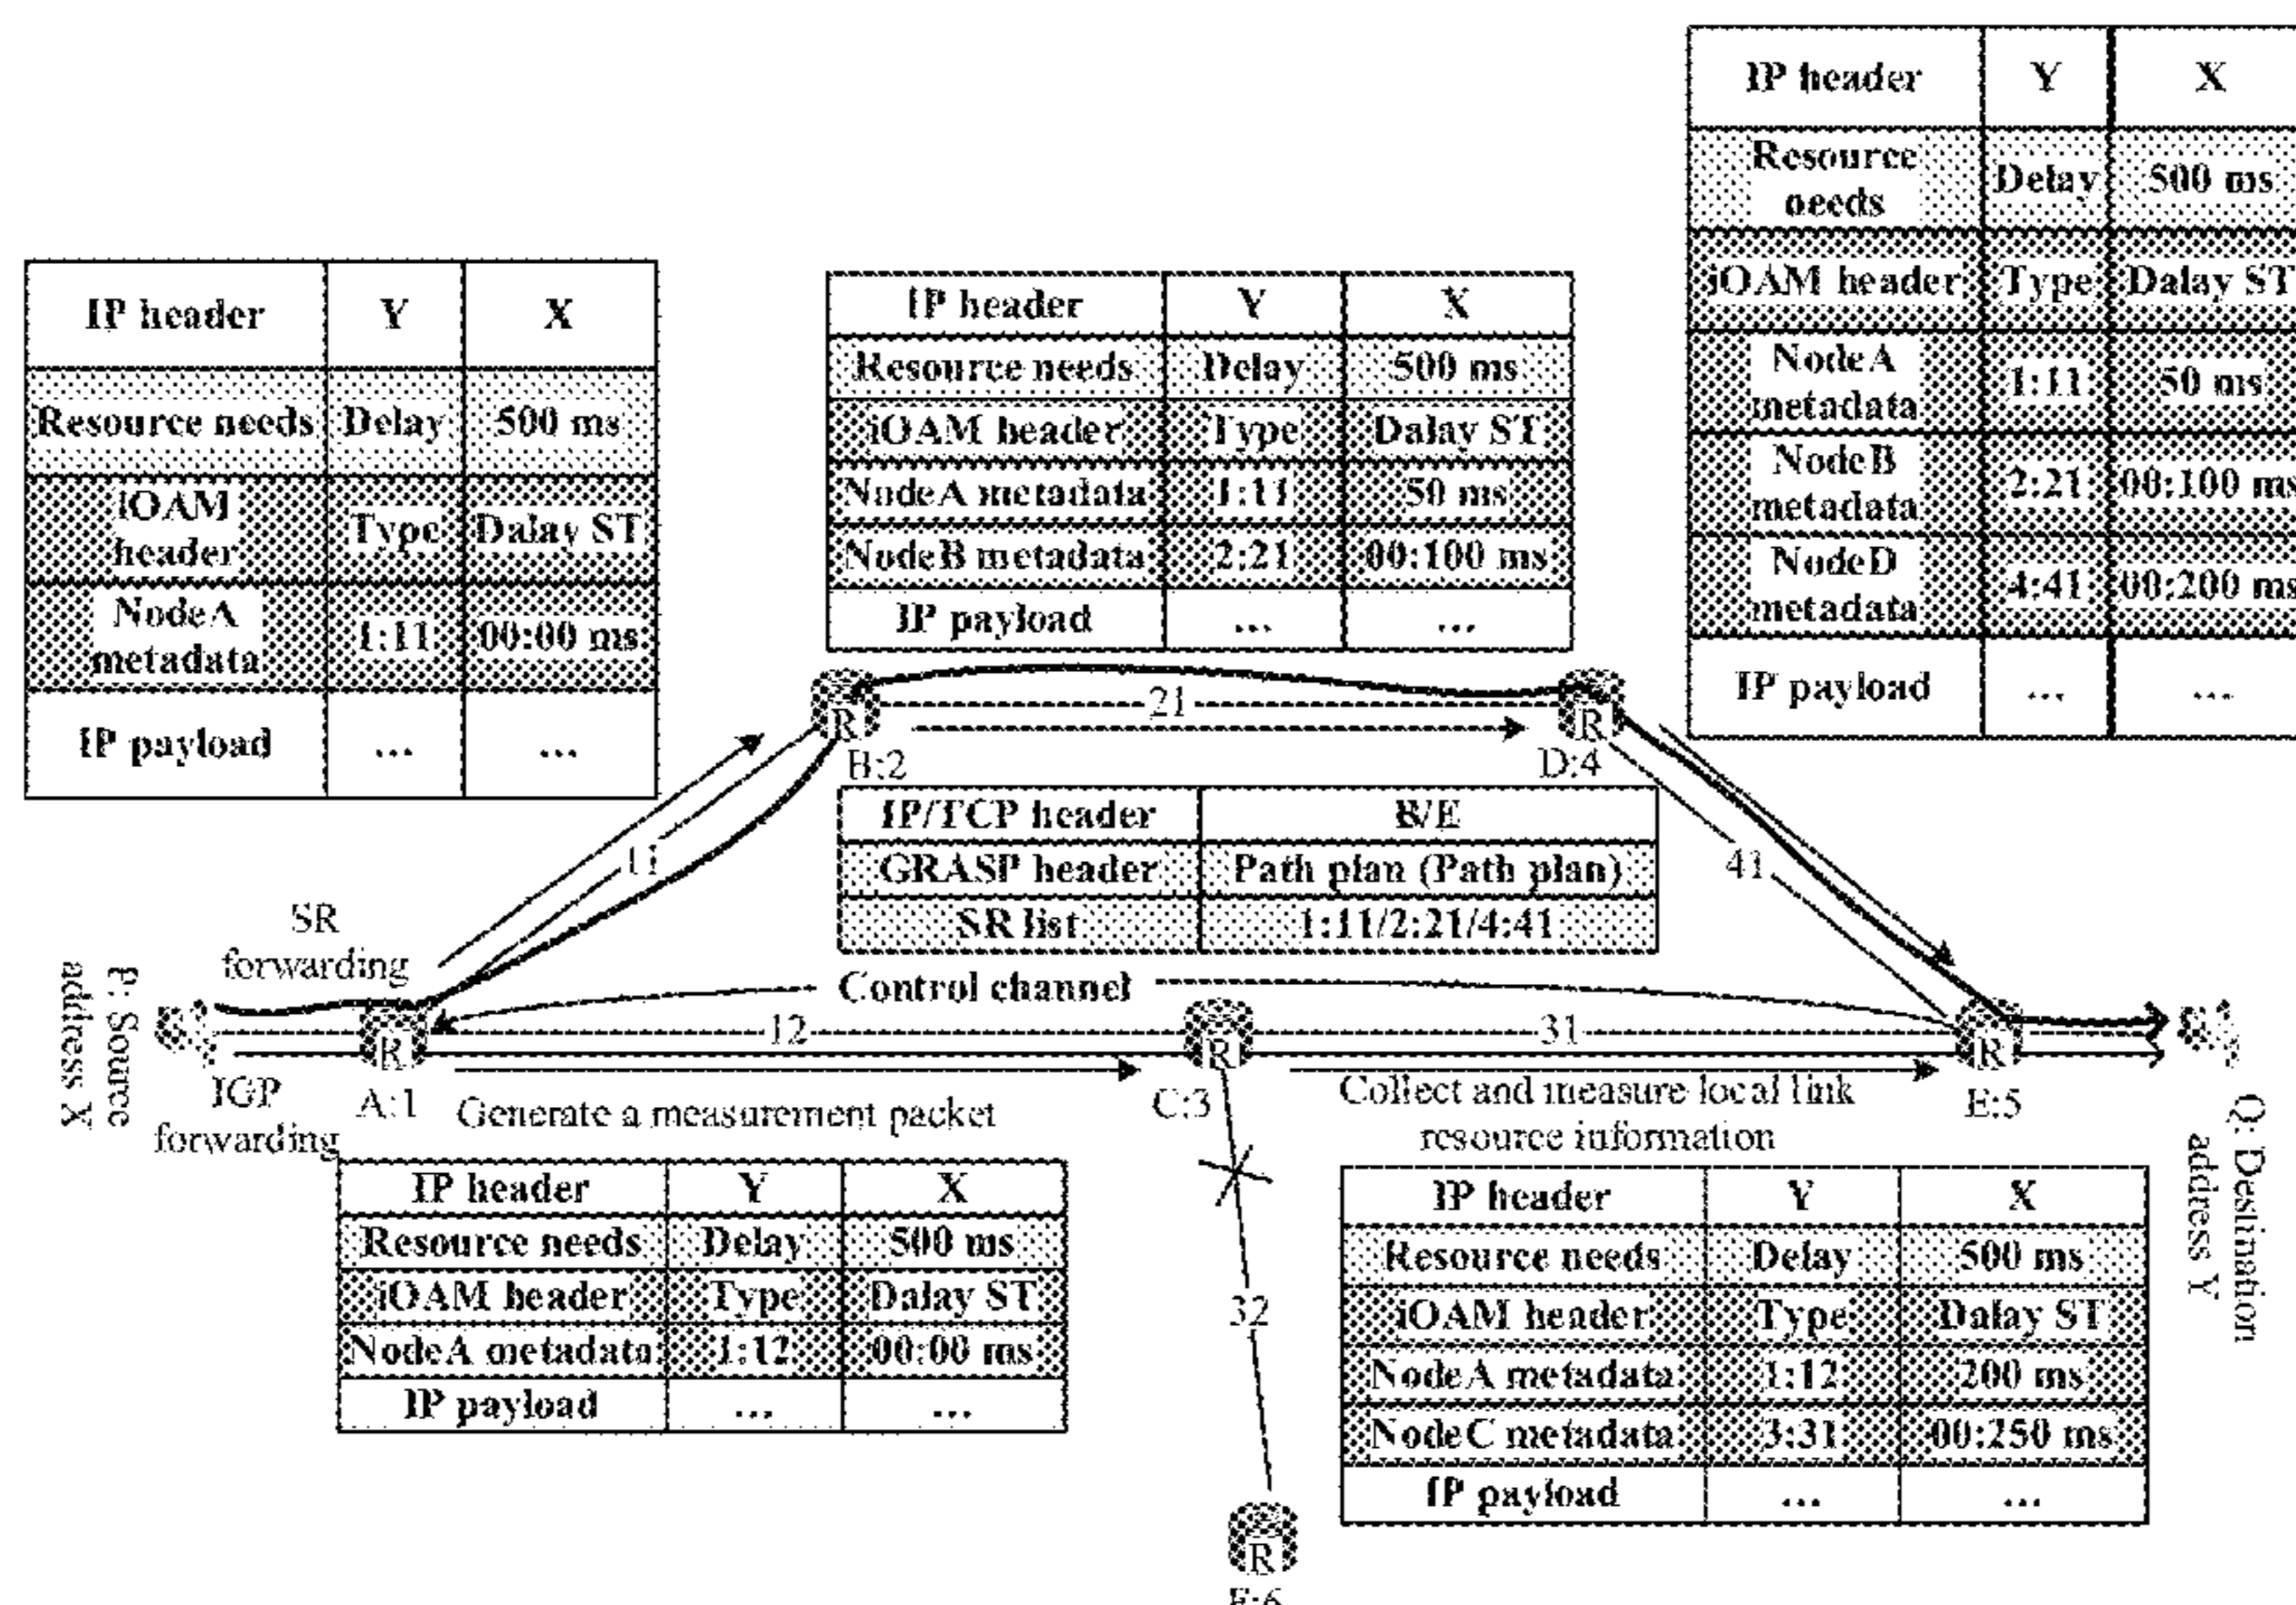 IP header Y X
Resource needs Delay 500 ms
iOAM header Type Dalay ST
NodeA metadata 1:11 00:00 ms
IP payload ... ...
IP header Y X
Resource needs Delay 500 ms
iOAM header Type Dalay ST
NodeA metadata 1:11 50 ms
NodeB metadata 2:21 00:100 ms
IP payload ... ...
IP header Y X
Resource needs Delay 500 ms
iOAM header Type Dalay ST
NodeA metadata 1:11 50 ms
NodeB metadata 2:21 00:100 ms
NodeD metadata 4:41 00:200 ms
IP payload ... ...
R
B:2
21
R
D:4
11
41
IP/TCP header
GRASP header Path plan (Path plan)
SR list 1:11/2:21/4:41
SR
forwarding
Control channel
P: Source
address X
12
31
R
R
R
IGP
forwarding
A:1
Generate a measurement packet
C:3
Collect and measure local link
resource information
E:5
Q: Destination
address Y
IP header Y X
Resource needs Delay 500 ms
iOAM header Type Dalay ST
NodeA metadata 1:12 00:00 ms
IP payload ... ...
32
IP header Y X
Resource needs Delay 500 ms
iOAM header Type Dalay ST
NodeA metadata 1:12 200 ms
NodeC metadata 3:31 00:250 ms
IP payload ... ...
R